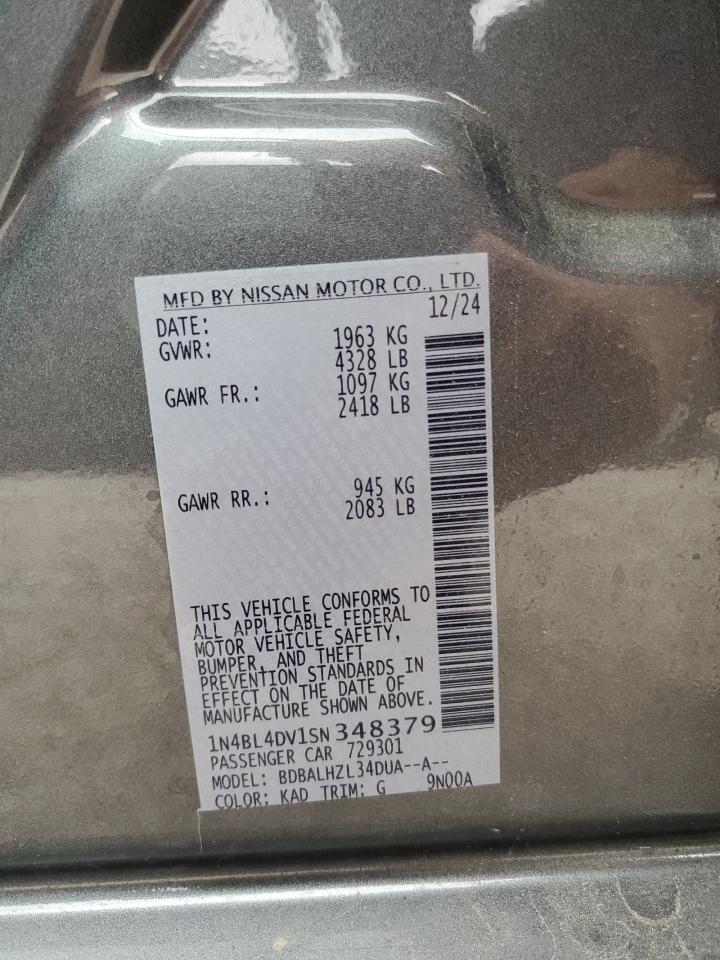 MFD BY NISSAN MOTOR CO., LTD.
DATE: 12/24
GVWR: 1963 KG
4328 LB
GAWR FR.: 1097 KG
2418 LB
GAWR RR.: 945 KG
2083 LB
THIS VEHICLE CONFORMS TO
ALL APPLICABLE FEDERAL
MOTOR VEHICLE SAFETY,
BUMPER, AND THEFT
PREVENTION STANDARDS IN
EFFECT ON THE DATE OF
MANUFACTURE SHOWN ABOVE.
1N4BL4DV1SN348379
PASSENGER CAR 729301
MODEL: BDBALHZL34DUA--A--
COLOR: KAD TRIM: G 9N00A